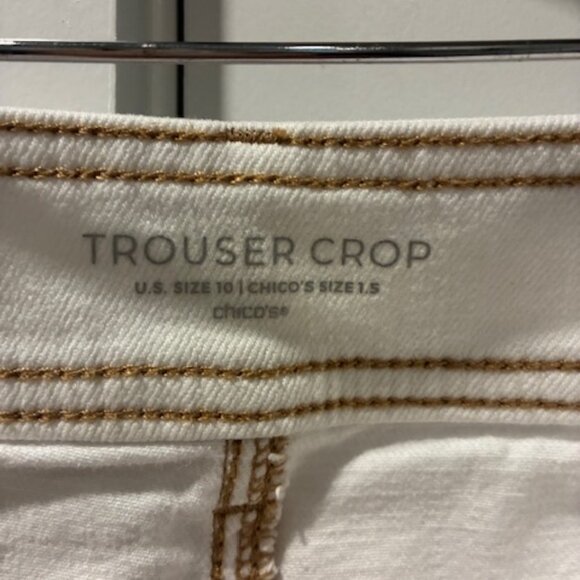 TROUSER CROP
U.S. SIZE 10 | CHICO'S SIZE 1.5
chico's®